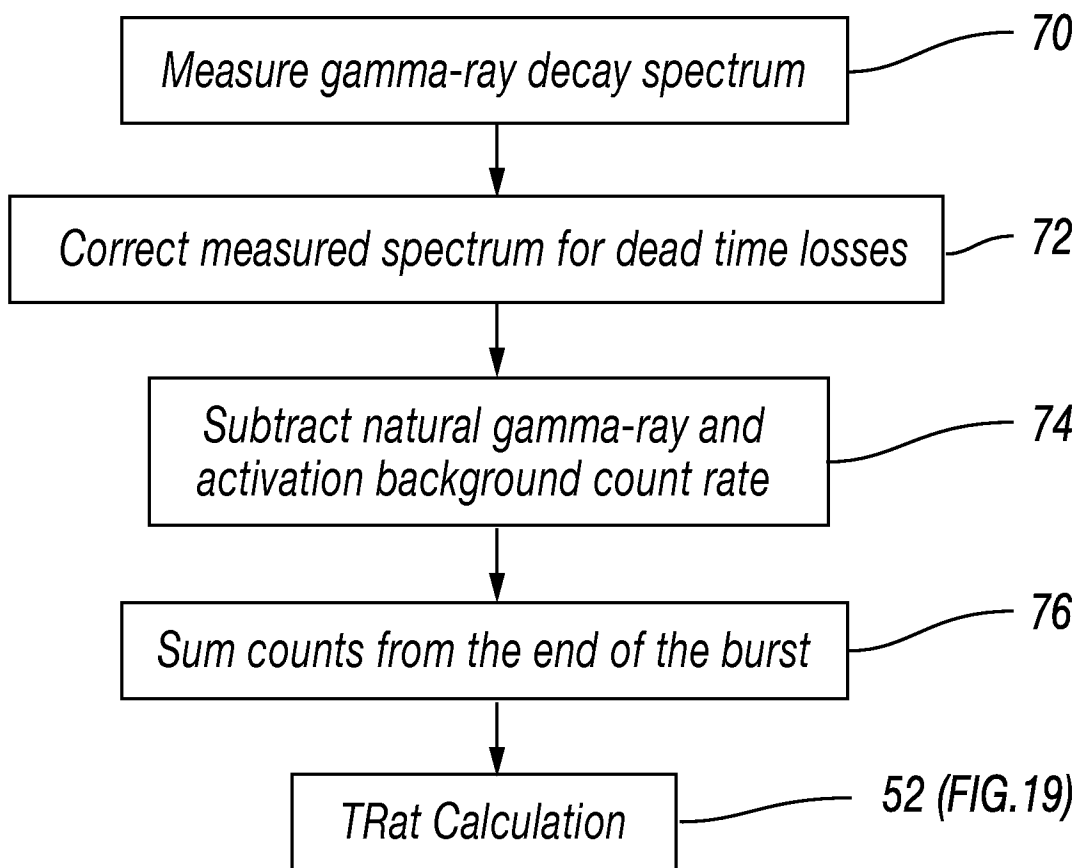 Measure gamma-ray decay spectrum
70
Correct measured spectrum for dead time losses
72
Subtract natural gamma-ray and
activation background count rate
74
Sum counts from the end of the burst
76
TRat Calculation
52 (FIG.19)